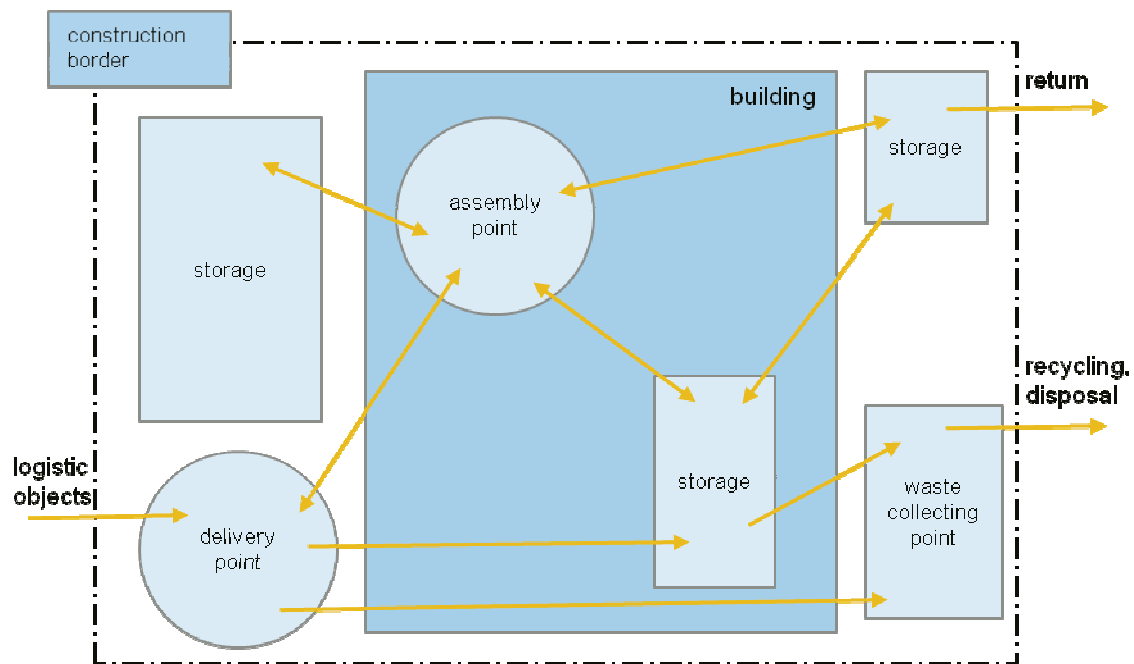 construction
border
building
return
storage
assembly
point
storage
recycling,
disposal
logistic
objects
storage
waste
collecting
point
delivery
point